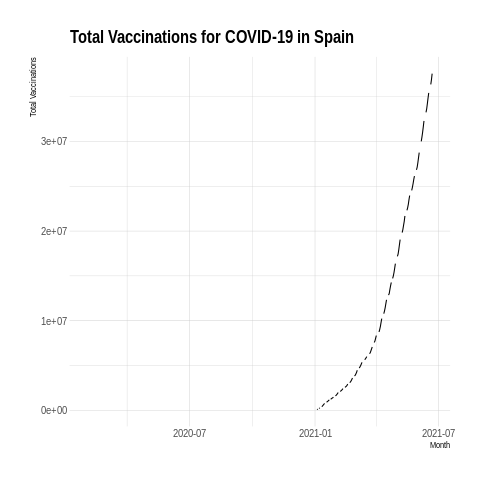 Total Vaccinations for COVID-19 in Spain
Total Vaccinations
3e+07
2e+07
1e+07
0e+00
2020-07
2021-01
2021-07
Month